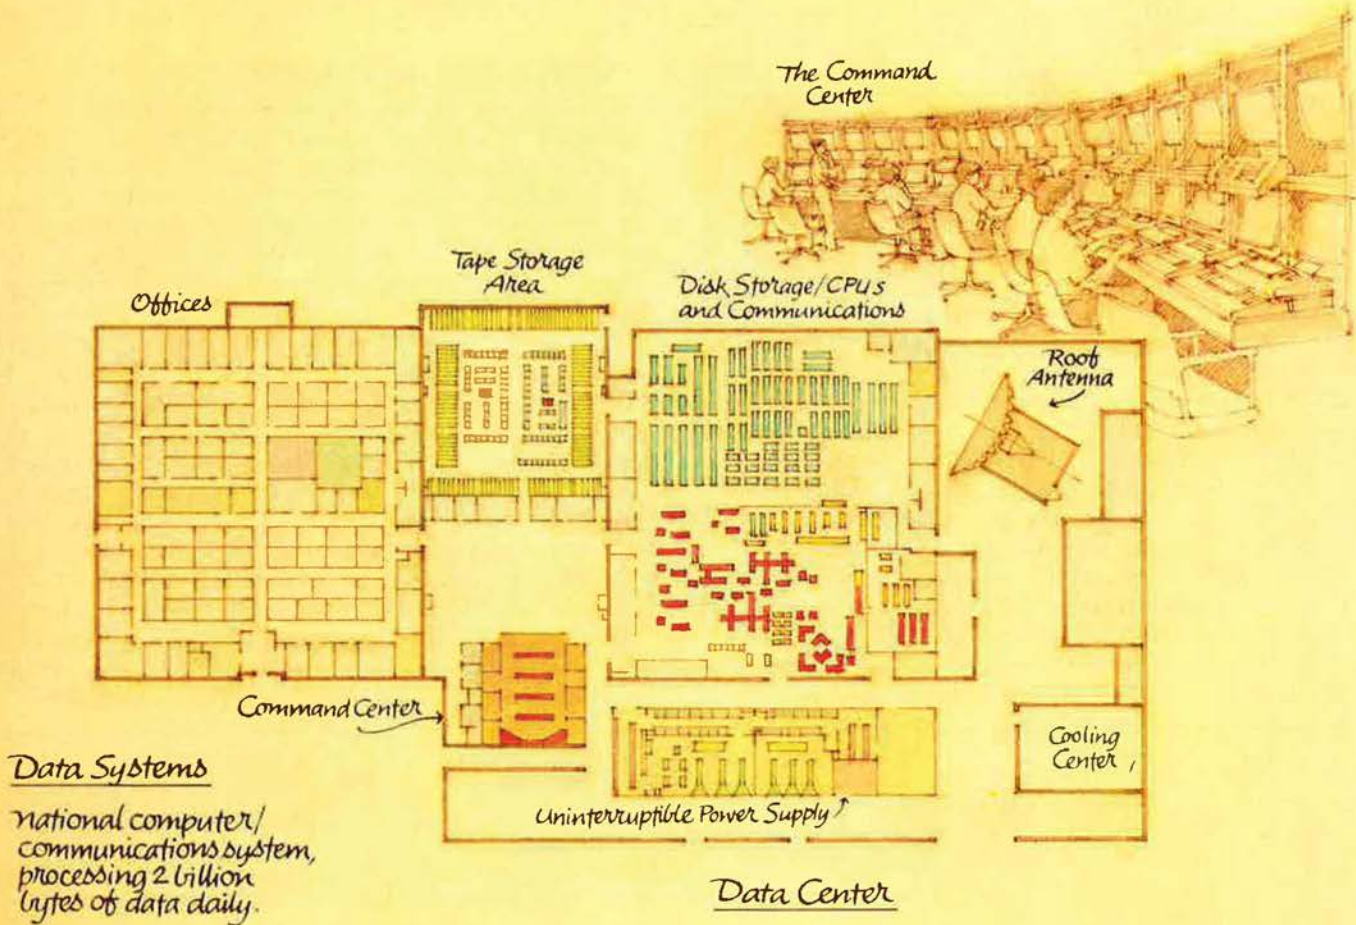 The Command
Center
Tape Storage
Area
Disk Storage/CPUs
and Communications
Offices
Roof
Antenna
Command Center
Cooling
Center
Data Systems
national computer/
communications system,
processing 2 billion
bytes of data daily.
Uninterruptible Power Supply
Data Center